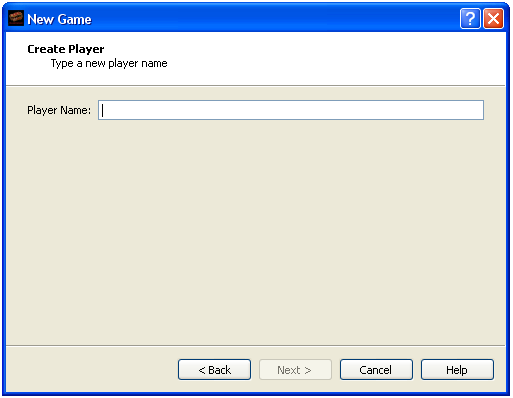 New Game
Create Player
Type a new player name
Player Name:
< Back
Next >
Cancel
Help